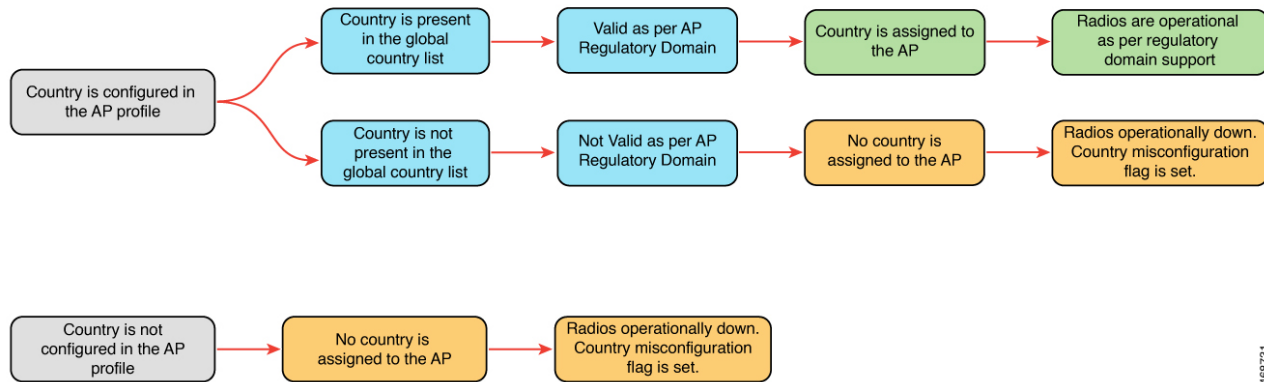 Country is present
in the global
country list
Valid as per AP
Regulatory Domain
Country is assigned to
the AP
Radios are operational
as per regulatory
domain support
Country is configured in
the AP profile
Country is not
present in the
global country list
Not Valid as per AP
Regulatory Domain
No country is
assigned to the AP
Radios operationally down.
Country misconfiguration
flag is set.
Country is not
configured in the AP
profile
No country is
assigned to the AP
Radios operationally down.
Country misconfiguration
flag is set.